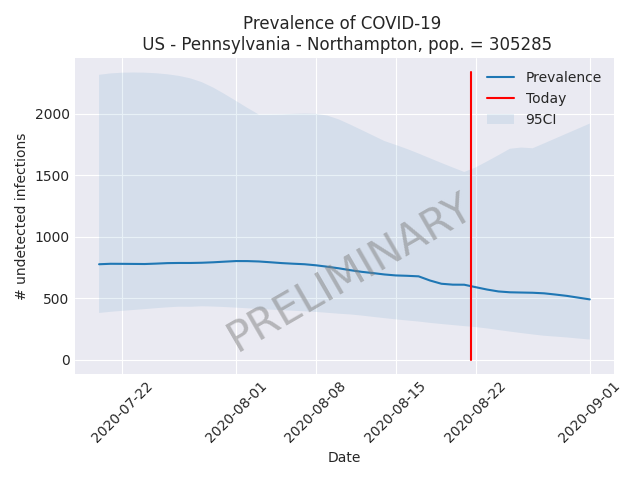 Prevalence of COVID-19
US - Pennsylvania - Northampton, pop. = 305285
# undetected infections
2000
1500
1000
500
0
Prevalence
Today
95CI
PRELIMINARY
2020-07-22
2020-08-01
2020-08-08
2020-08-15
2020-08-22
2020-09-01
Date